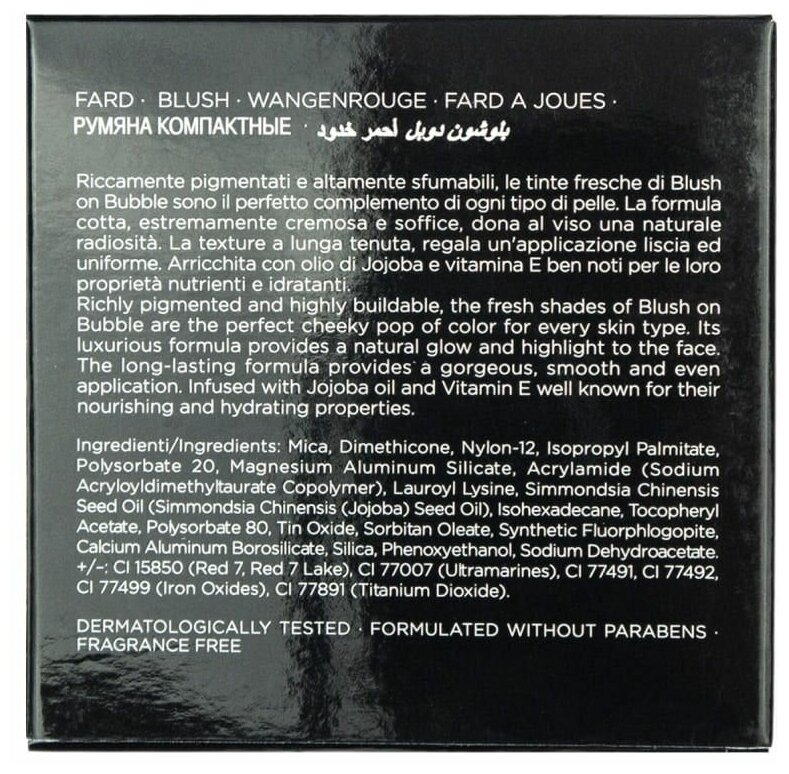 FARD · BLUSH · WANGENROUGE · FARD A JOUES ·
РУМЯНА КОМПАКТНЫЕ · بلوشون دوبل أحمر خدود
Riccamente pigmentati e altamente sfumabili, le tinte fresche di Blush
on Bubble sono il perfetto complemento di ogni tipo di pelle. La formula
cotta, estremamente cremosa e soffice, dona al viso una naturale
radiosità. La texture a lunga tenuta, regala un'applicazione liscia ed
uniforme. Arricchita con olio di Jojoba e vitamina E ben noti per le loro
proprietà nutrienti e idratanti.
Richly pigmented and highly buildable, the fresh shades of Blush on
Bubble are the perfect cheeky pop of color for every skin type. Its
luxurious formula provides a natural glow and highlight to the face.
The long-lasting formula provides a gorgeous, smooth and even
application. Infused with Jojoba oil and Vitamin E well known for their
nourishing and hydrating properties.
Ingredienti/Ingredients: Mica, Dimethicone, Nylon-12, Isopropyl Palmitate,
Polysorbate 20, Magnesium Aluminum Silicate, Acrylamide (Sodium
Acryloyldimethyltaurate Copolymer), Lauroyl Lysine, Simmondsia Chinensis
Seed Oil (Simmondsia Chinensis (Jojoba) Seed Oil), Isohexadecane, Tocopheryl
Acetate, Polysorbate 80, Tin Oxide, Sorbitan Oleate, Synthetic Fluorphlogopite,
Calcium Aluminum Borosilicate, Silica, Phenoxyethanol, Sodium Dehydroacetate.
+/-: CI 15850 (Red 7, Red 7 Lake), CI 77007 (Ultramarines), CI 77491, CI 77492,
CI 77499 (Iron Oxides), CI 77891 (Titanium Dioxide).
DERMATOLOGICALLY TESTED · FORMULATED WITHOUT PARABENS ·
FRAGRANCE FREE